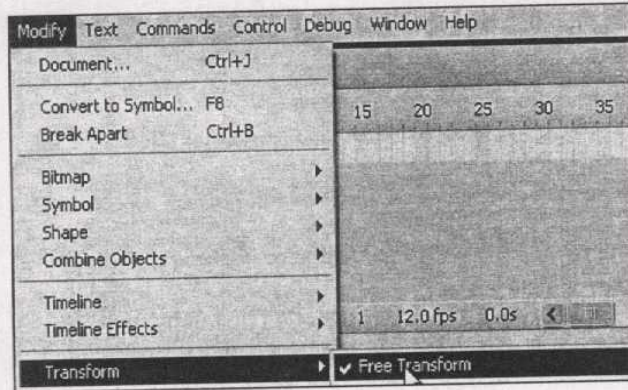 Modify Text Commands Control Debug Window Help
Document... Ctrl+J
Convert to Symbol... F8
Break Apart Ctrl+B
15 20 25 30 35
Bitmap
Symbol
Shape
Combine Objects
Timeline
Timeline Effects
1 12.0 fps 0.0s
Transform
Free Transform